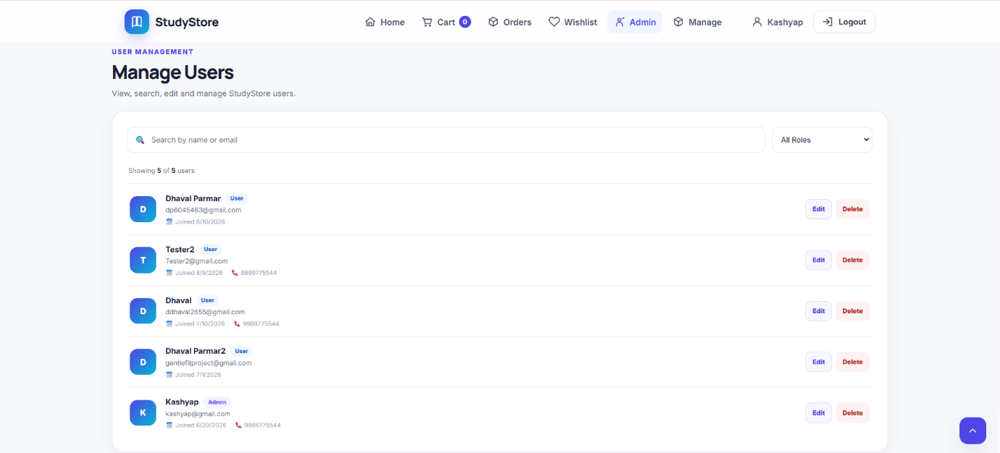 StudyStore
Home Cart 0 Orders Wishlist Admin Manage Kashyap Logout
USER MANAGEMENT
Manage Users
View, search, edit and manage StudyStore users.
Search by name or email
All Roles
Showing 5 of 5 users
D
Dhaval Parmar User
dp6045463@gmail.com
Joined 8/10/2026
Edit Delete
T
Tester2 User
Tester2@gmail.com
Joined 8/9/2026 8899775544
Edit Delete
D
Dhaval User
ddhaval2655@gmail.com
Joined 7/10/2026 9988775544
Edit Delete
D
Dhaval Parmar2 User
gentlefitproject@gmail.com
Joined 7/1/2026
Edit Delete
K
Kashyap Admin
kashyap@gmail.com
Joined 6/20/2026 9988775544
Edit Delete